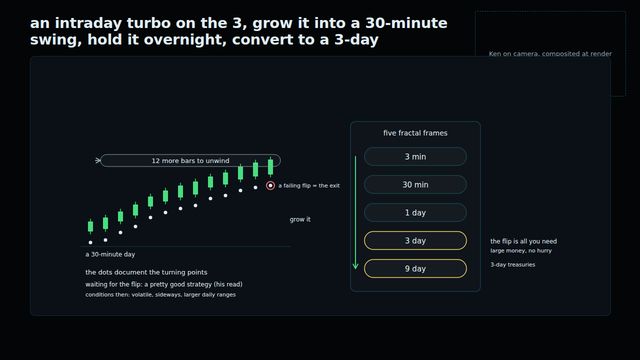 an intraday turbo on the 3, grow it into a 30-minute
swing, hold it overnight, convert to a 3-day
Ken on camera, composited at render
12 more bars to unwind
a failing flip = the exit
grow it
a 30-minute day
the dots document the turning points
waiting for the flip: a pretty good strategy (his read)
conditions then: volatile, sideways, larger daily ranges
five fractal frames
3 min
30 min
1 day
3 day
9 day
the flip is all you need
large money, no hurry
3-day treasuries